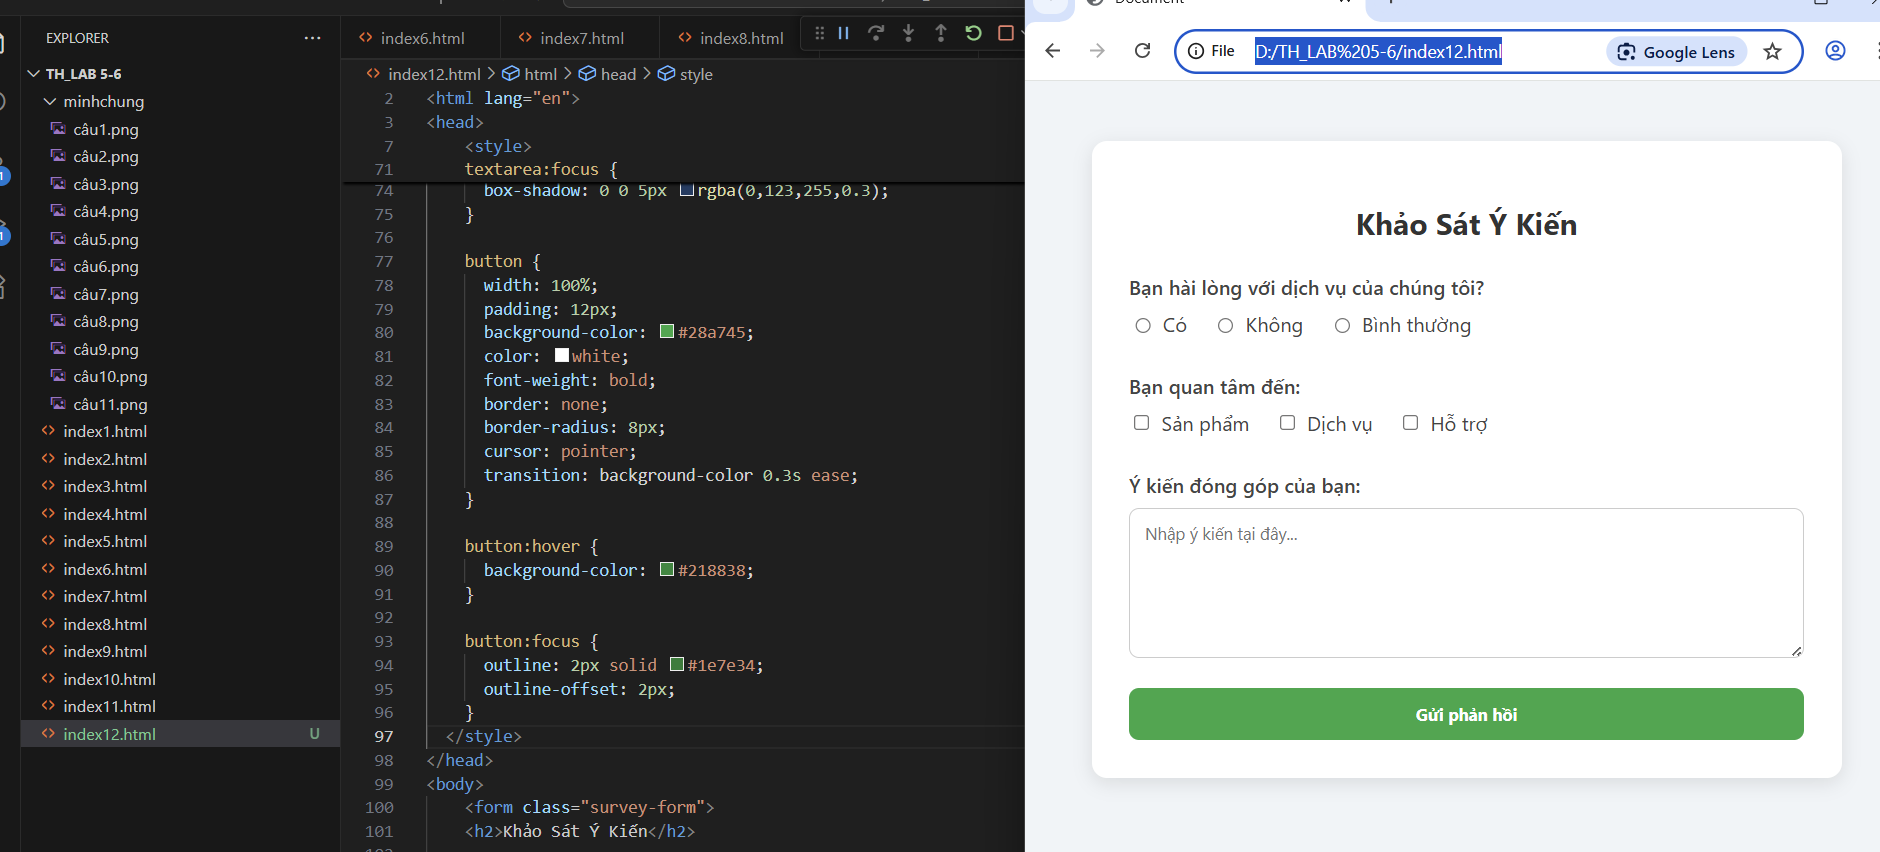 EXPLORER
TH_LAB 5-6
minhchung
câu1.png
câu2.png
câu3.png
câu4.png
câu5.png
câu6.png
câu7.png
câu8.png
câu9.png
câu10.png
câu11.png
index1.html
index2.html
index3.html
index4.html
index5.html
index6.html
index7.html
index8.html
index9.html
index10.html
index11.html
index12.html U
index6.html index7.html index8.html
index12.html > html > head > style
2 <html lang="en">
3 <head>
7 <style>
71 textarea:focus {
74 box-shadow: 0 0 5px rgba(0,123,255,0.3);
75 }
76
77 button {
78 width: 100%;
79 padding: 12px;
80 background-color: #28a745;
81 color: white;
82 font-weight: bold;
83 border: none;
84 border-radius: 8px;
85 cursor: pointer;
86 transition: background-color 0.3s ease;
87 }
88
89 button:hover {
90 background-color: #218838;
91 }
92
93 button:focus {
94 outline: 2px solid #1e7e34;
95 outline-offset: 2px;
96 }
97 </style>
98 </head>
99 <body>
100 <form class="survey-form">
101 <h2>Khảo Sát Ý Kiến</h2>
Document
File D:/TH_LAB%205-6/index12.html Google Lens
Khảo Sát Ý Kiến
Bạn hài lòng với dịch vụ của chúng tôi?
Có Không Bình thường
Bạn quan tâm đến:
Sản phẩm Dịch vụ Hỗ trợ
Ý kiến đóng góp của bạn:
Nhập ý kiến tại đây...
Gửi phản hồi